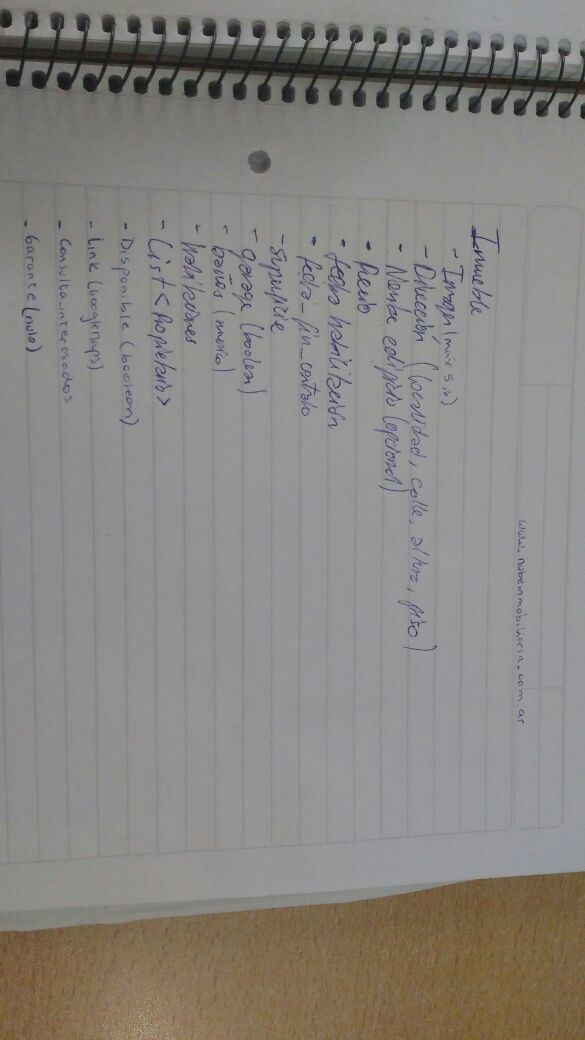 www.nubeinmobiliaria.com.ar
Inmueble
- Imagen (máx 5,6)
- Dirección (localidad, calle, altura, piso)
- Nombre edificio (opcional)
- Precio
- fecha habilitación
- fecha_fin_contrato
- superficie
- garage (boolean)
- baños (numerico)
- habitaciones
- List <Propietario>
- Disponible (boolean)
- Link (GoogleMaps)
- Consulta_interesados
- Garante (nulo)